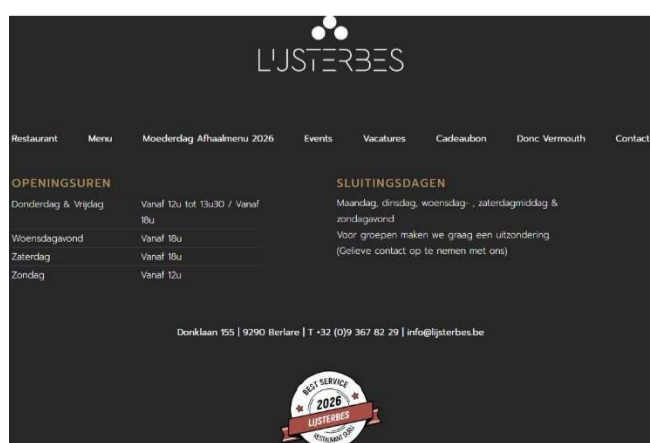 LIJSTERBES
Restaurant Menu Moederdag Afhaalmenu 2026 Events Vacatures Cadeaubon Donc Vermouth Contact
OPENINGSUREN
Donderdag & Vrijdag Vanaf 12u tot 13u30 / Vanaf
18u
Woensdagavond Vanaf 18u
Zaterdag Vanaf 18u
Zondag Vanaf 12u
SLUITINGSDAGEN
Maandag, dinsdag, woensdag- , zaterdagmiddag &
zondagavond
Voor groepen maken we graag een uitzondering.
(Gelieve contact op te nemen met ons)
Donklaan 155 | 9290 Berlare | T +32 (0)9 367 82 29 | info@lijsterbes.be
BEST SERVICE
2026
LIJSTERBES
RESTAURANT GURU